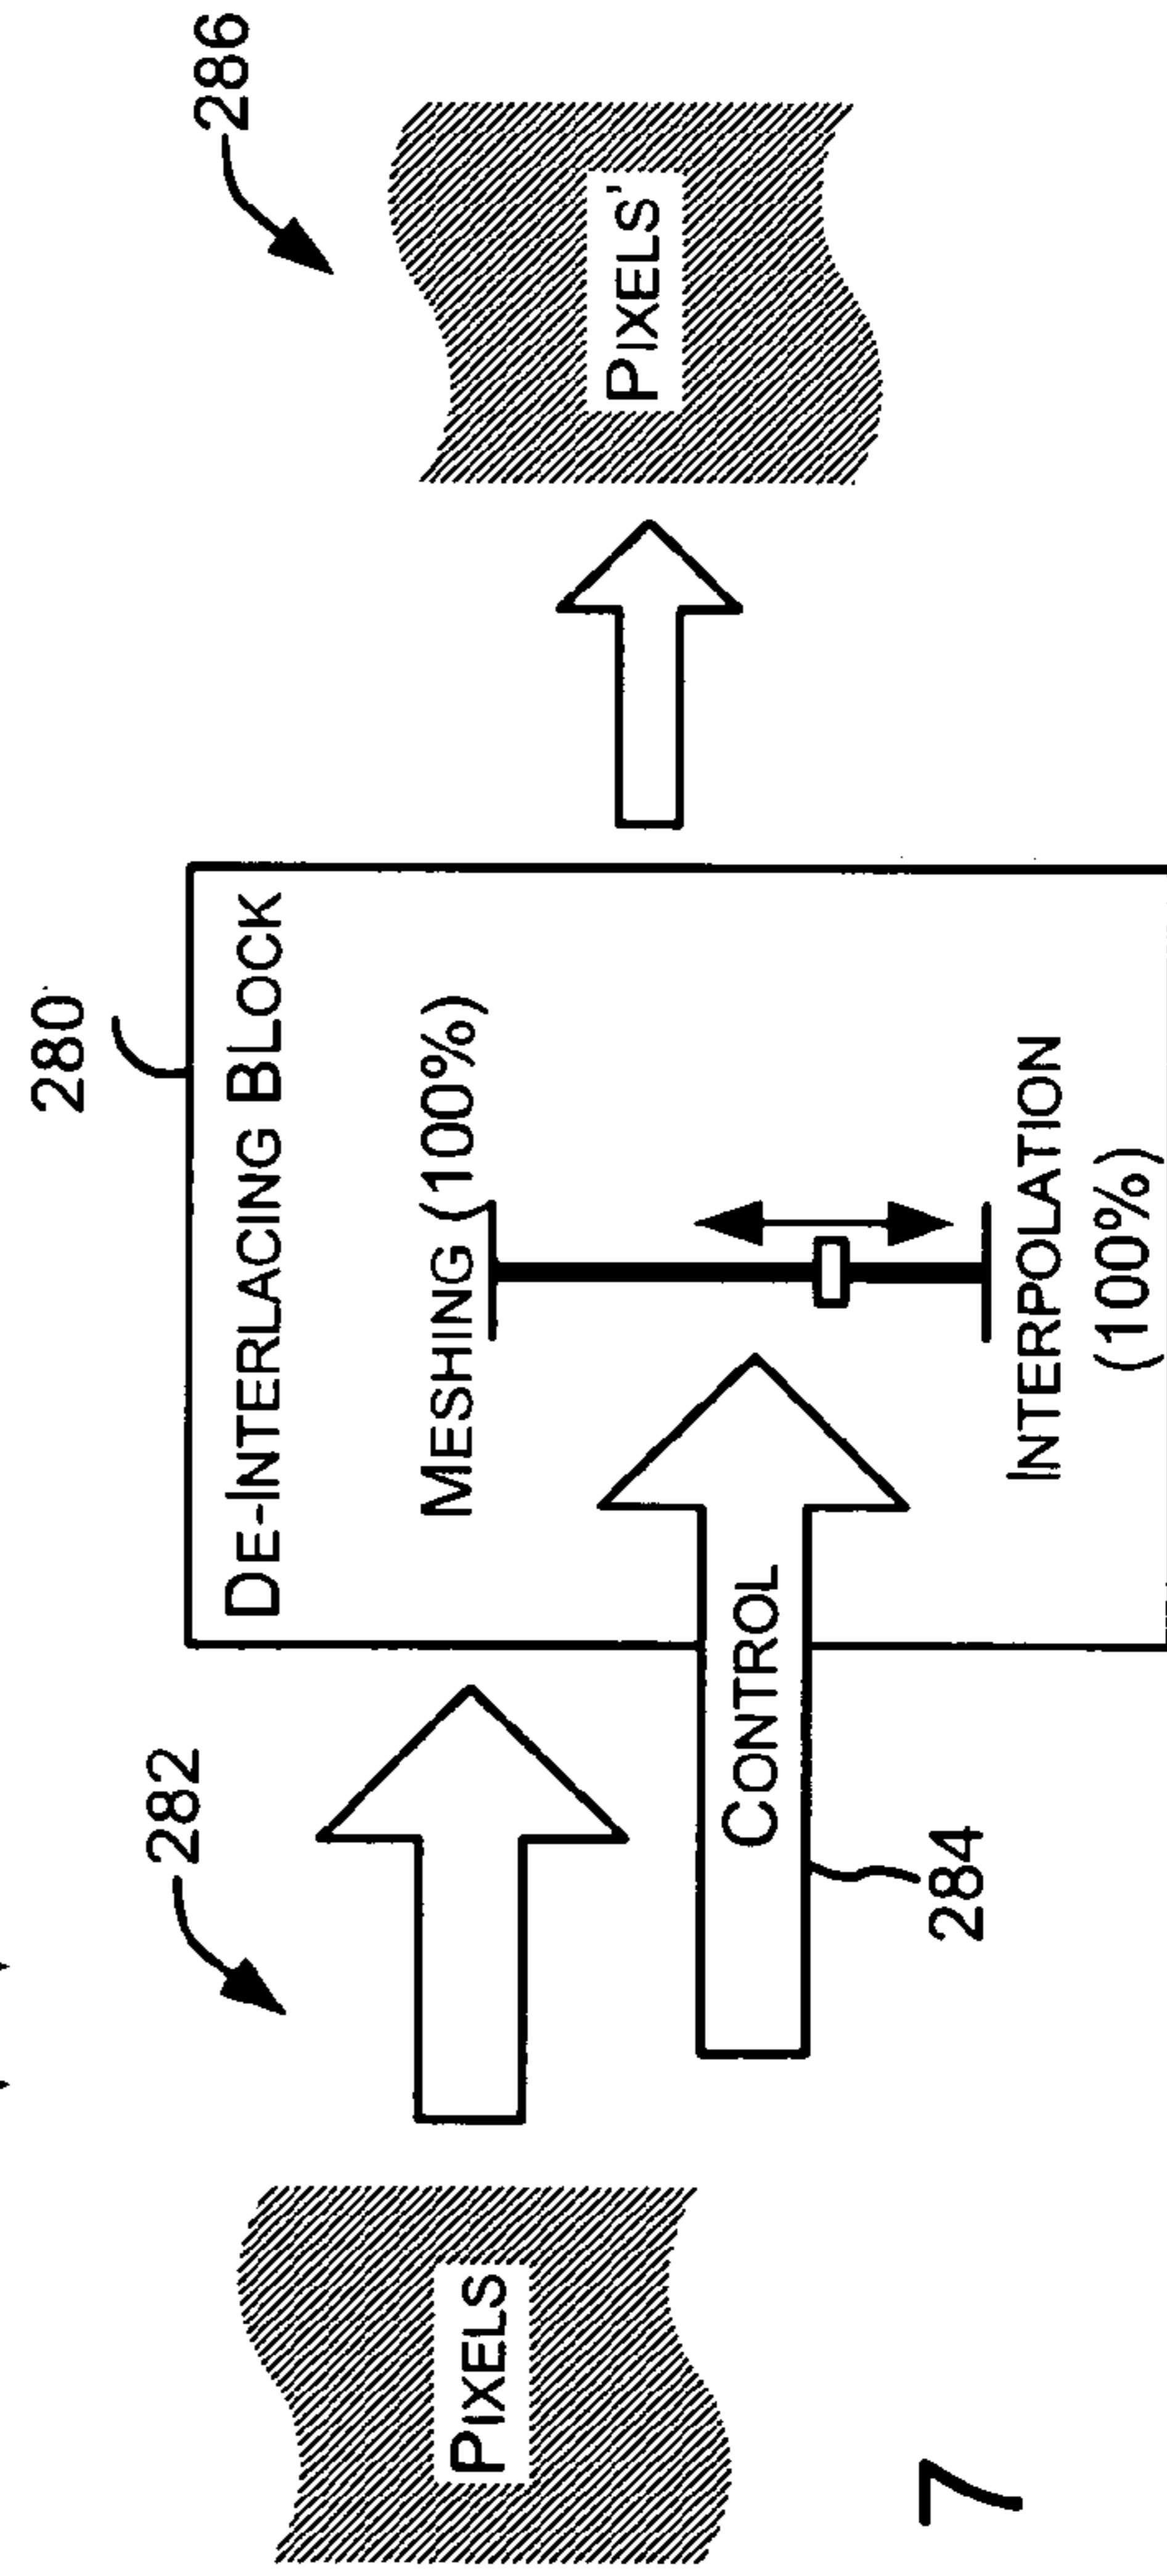 280
286
282
DE-INTERLACING BLOCK
MESHING (100%)
PIXELS
PIXELS'
CONTROL
284
INTERPOLATION
(100%)
7